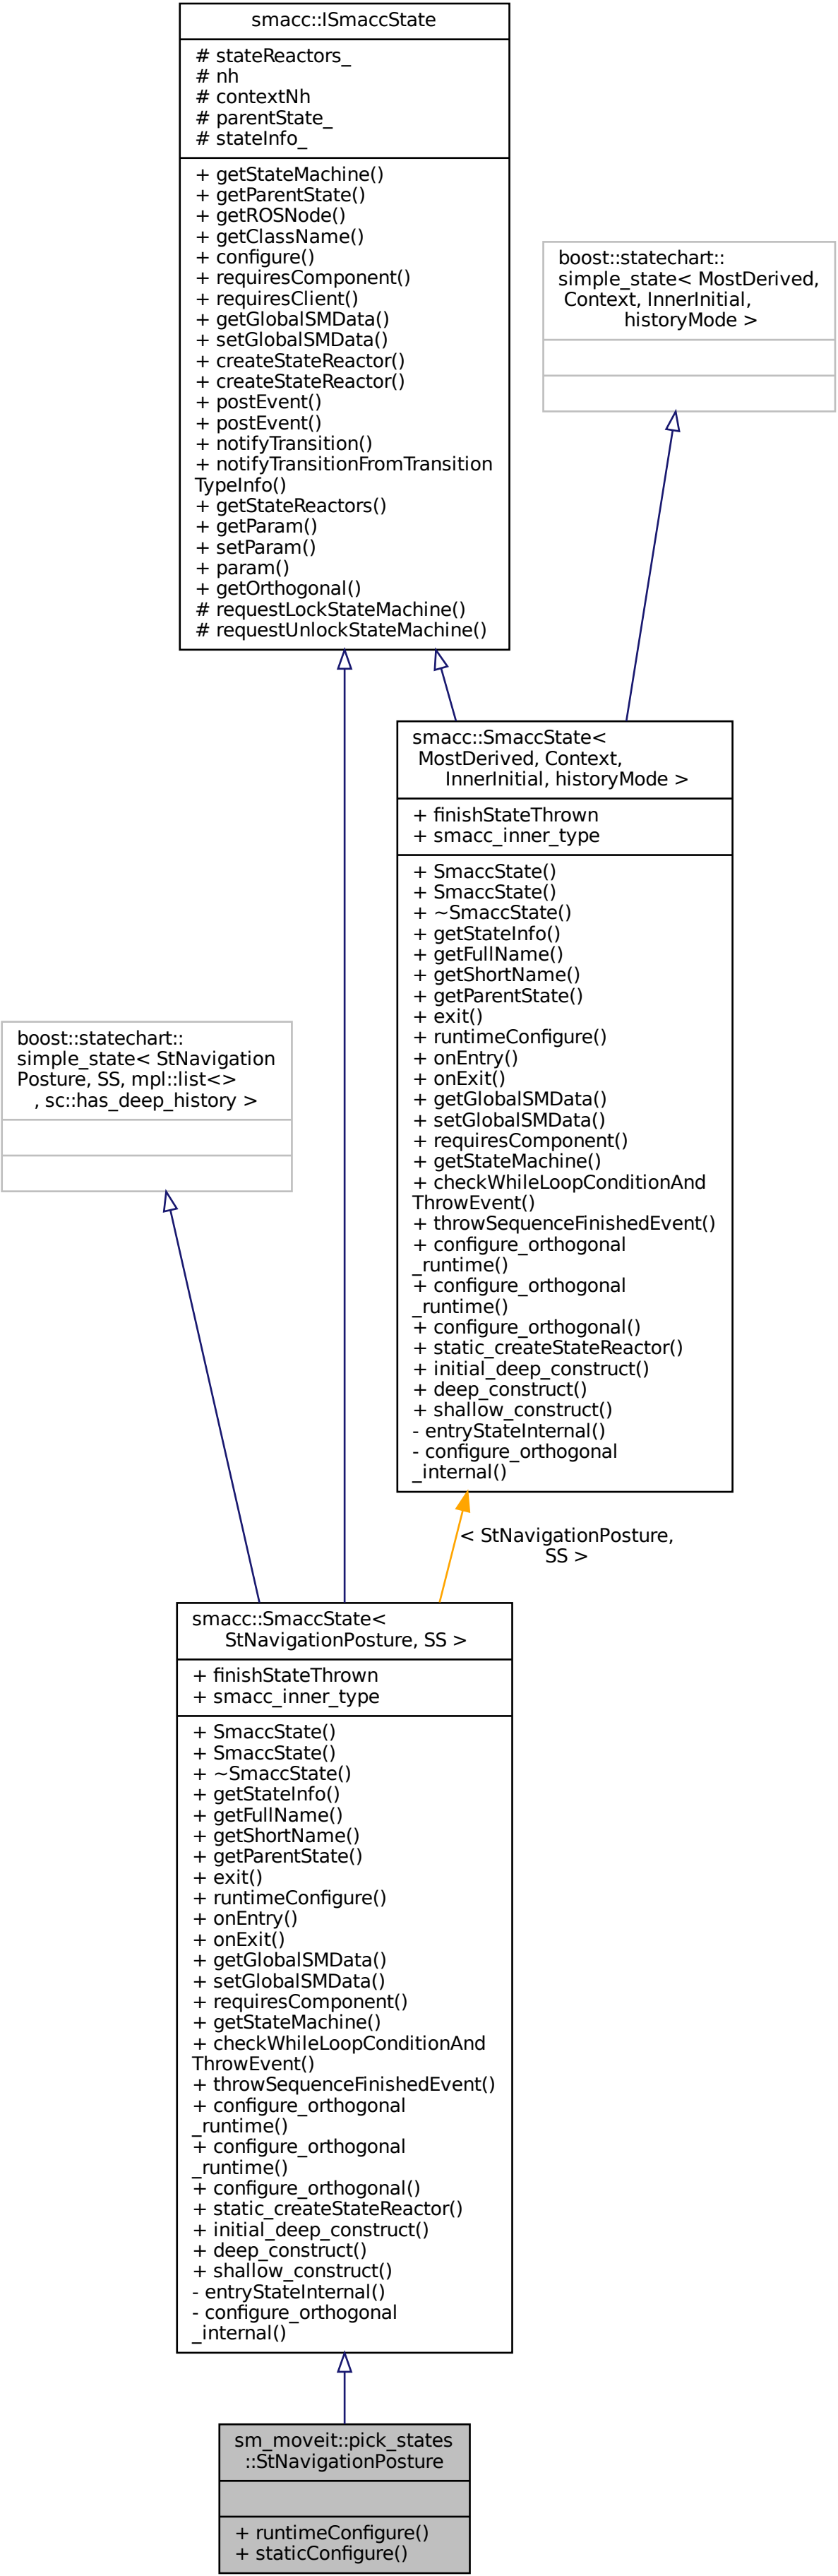 smacc::ISmaccState
# stateReactors_
# nh
# contextNh
# parentState_
# stateInfo_
+ getStateMachine()
+ getParentState()
+ getROSNode()
+ getClassName()
+ configure()
+ requiresComponent()
+ requiresClient()
+ getGlobalSMData()
+ setGlobalSMData()
+ createStateReactor()
+ createStateReactor()
+ postEvent()
+ postEvent()
+ notifyTransition()
+ notifyTransitionFromTransition
TypeInfo()
+ getStateReactors()
+ getParam()
+ setParam()
+ param()
+ getOrthogonal()
# requestLockStateMachine()
# requestUnlockStateMachine()
boost::statechart::
simple_state< MostDerived,
Context, InnerInitial,
historyMode >
smacc::SmaccState<
MostDerived, Context,
InnerInitial, historyMode >
+ finishStateThrown
+ smacc_inner_type
+ SmaccState()
+ SmaccState()
+ ~SmaccState()
+ getStateInfo()
+ getFullName()
+ getShortName()
+ getParentState()
+ exit()
+ runtimeConfigure()
+ onEntry()
+ onExit()
+ getGlobalSMData()
+ setGlobalSMData()
+ requiresComponent()
+ getStateMachine()
+ checkWhileLoopConditionAnd
ThrowEvent()
+ throwSequenceFinishedEvent()
+ configure_orthogonal
_runtime()
+ configure_orthogonal
_runtime()
+ configure_orthogonal()
+ static_createStateReactor()
+ initial_deep_construct()
+ deep_construct()
+ shallow_construct()
- entryStateInternal()
- configure_orthogonal
_internal()
boost::statechart::
simple_state< StNavigation
Posture, SS, mpl::list<>
, sc::has_deep_history >
< StNavigationPosture,
SS >
smacc::SmaccState<
StNavigationPosture, SS >
+ finishStateThrown
+ smacc_inner_type
+ SmaccState()
+ SmaccState()
+ ~SmaccState()
+ getStateInfo()
+ getFullName()
+ getShortName()
+ getParentState()
+ exit()
+ runtimeConfigure()
+ onEntry()
+ onExit()
+ getGlobalSMData()
+ setGlobalSMData()
+ requiresComponent()
+ getStateMachine()
+ checkWhileLoopConditionAnd
ThrowEvent()
+ throwSequenceFinishedEvent()
+ configure_orthogonal
_runtime()
+ configure_orthogonal
_runtime()
+ configure_orthogonal()
+ static_createStateReactor()
+ initial_deep_construct()
+ deep_construct()
+ shallow_construct()
- entryStateInternal()
- configure_orthogonal
_internal()
sm_moveit::pick_states
::StNavigationPosture
+ runtimeConfigure()
+ staticConfigure()